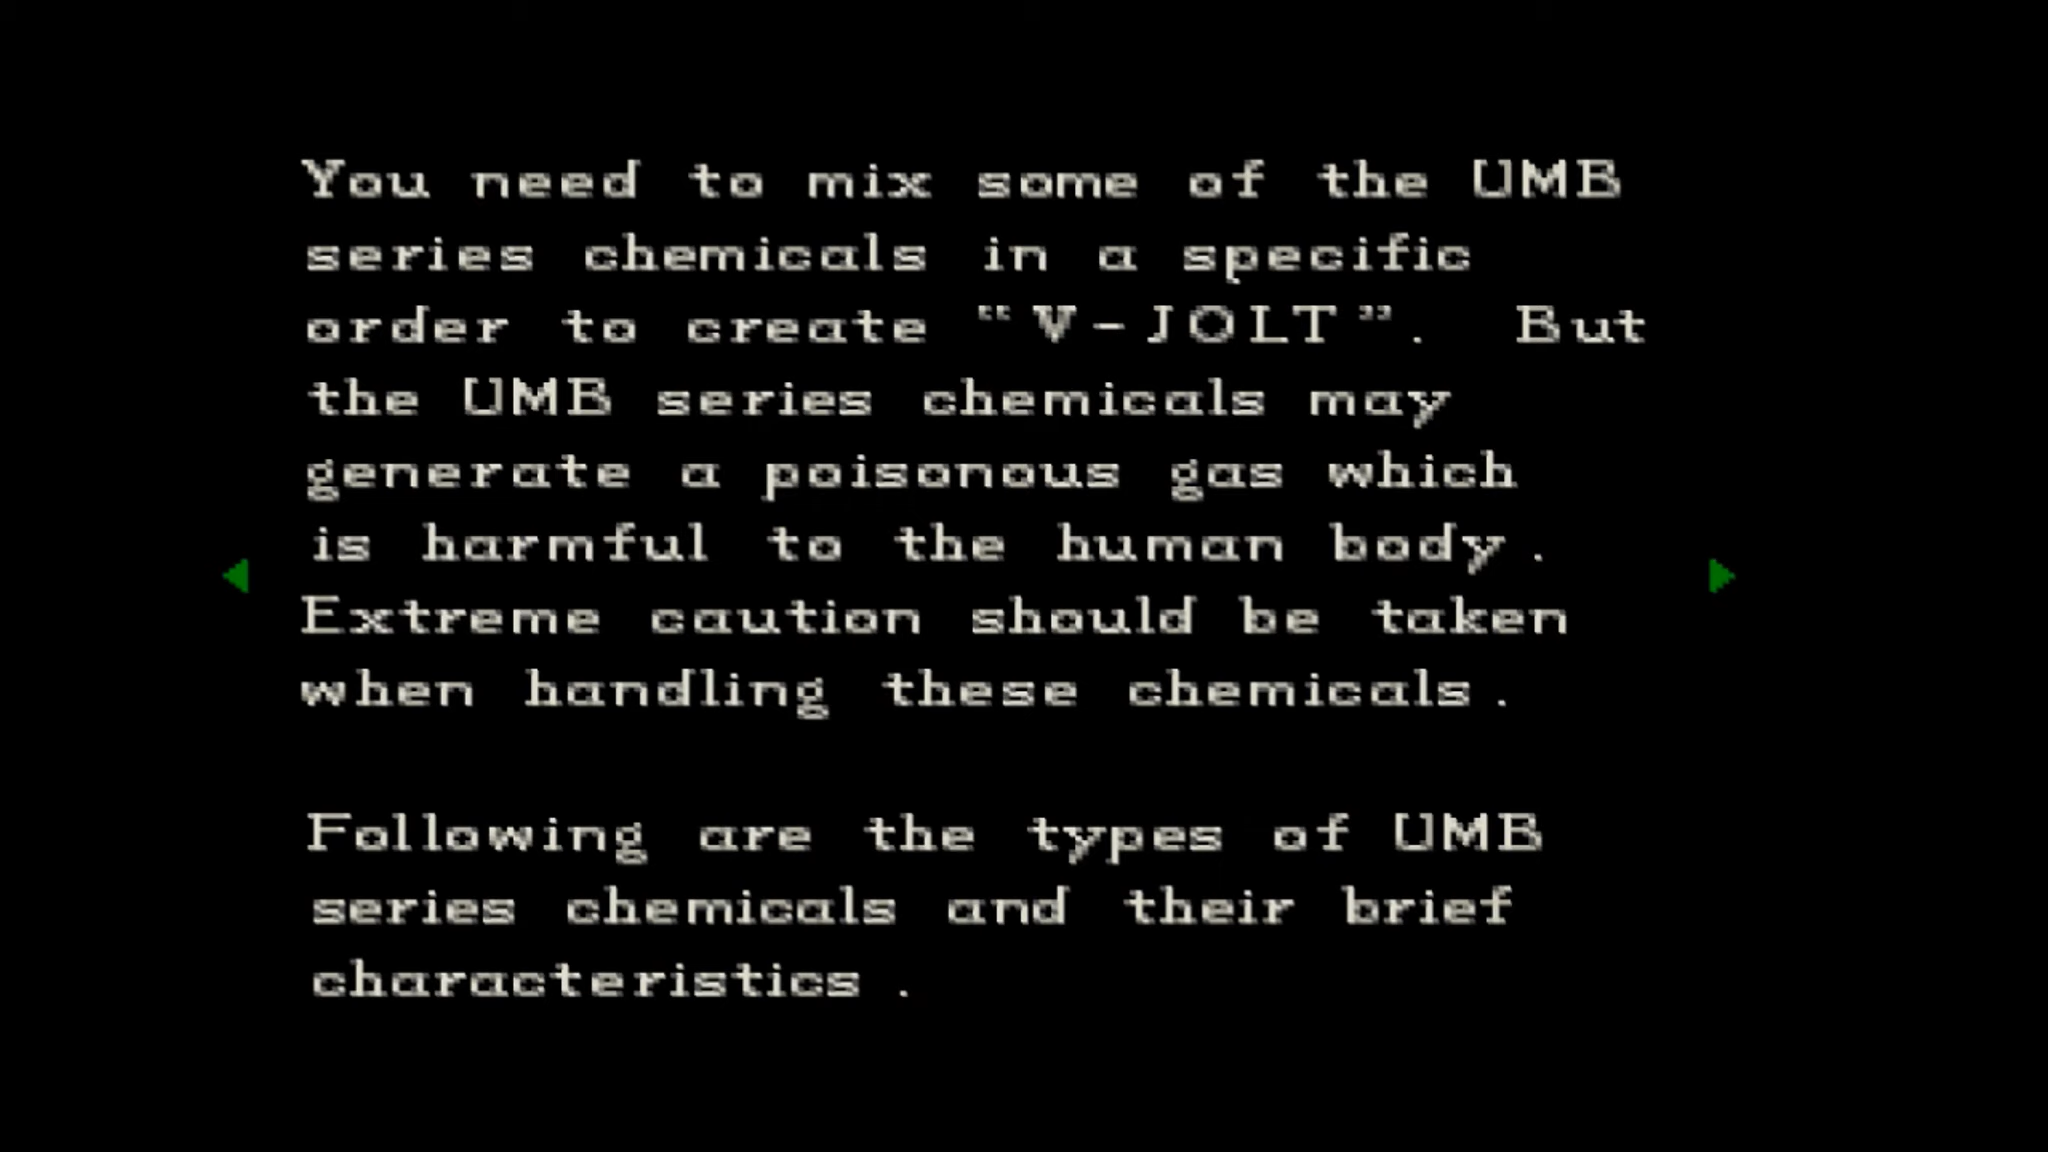 You need to mix some of the UMB
series chemicals in a specific
order to create “V-JOLT”. But
the UMB series chemicals may
generate a poisonous gas which
is harmful to the human body.
Extreme caution should be taken
when handling these chemicals.
Following are the types of UMB
series chemicals and their brief
characteristics.